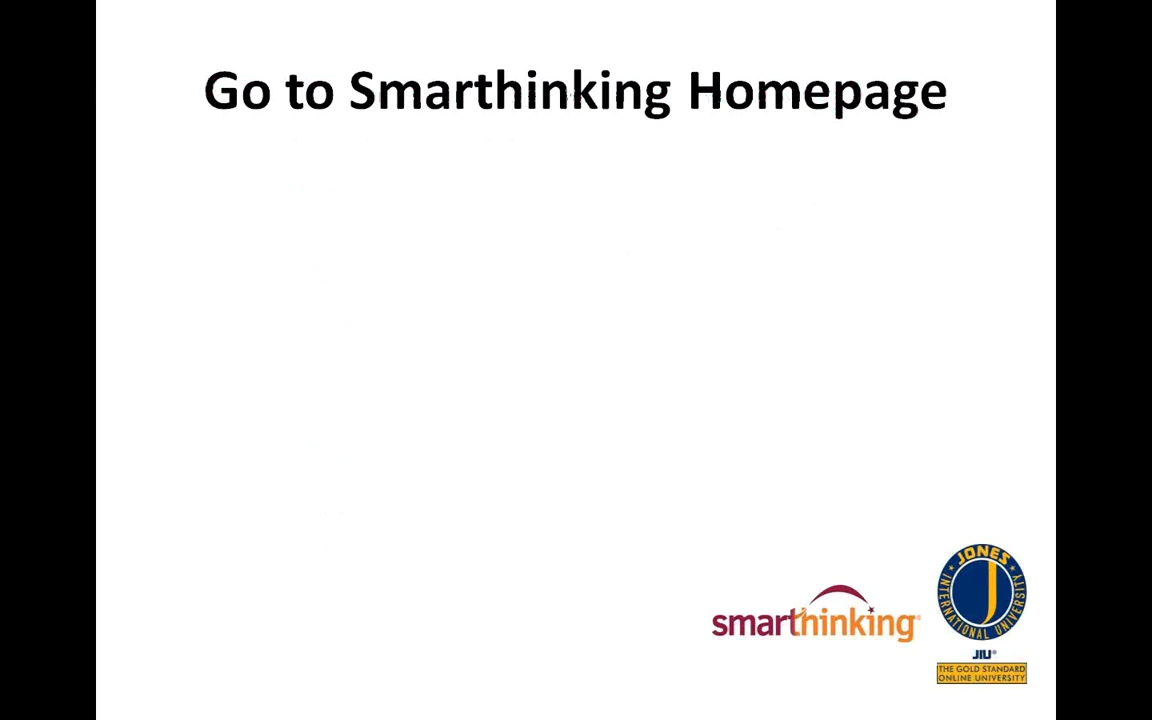 Go to Smarthinking Homepage
smarthinking®
JONES
INTERNATIONAL UNIVERSITY
J
JIU®
THE GOLD STANDARD
ONLINE UNIVERSITY